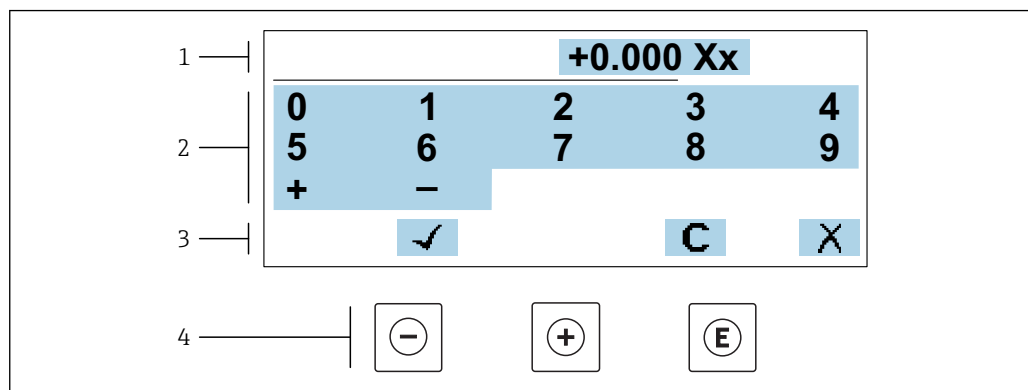 1 +0.000 Xx
0 1 2 3 4
2 5 6 7 8 9
+ −
3 ✓ C X
4 − + E